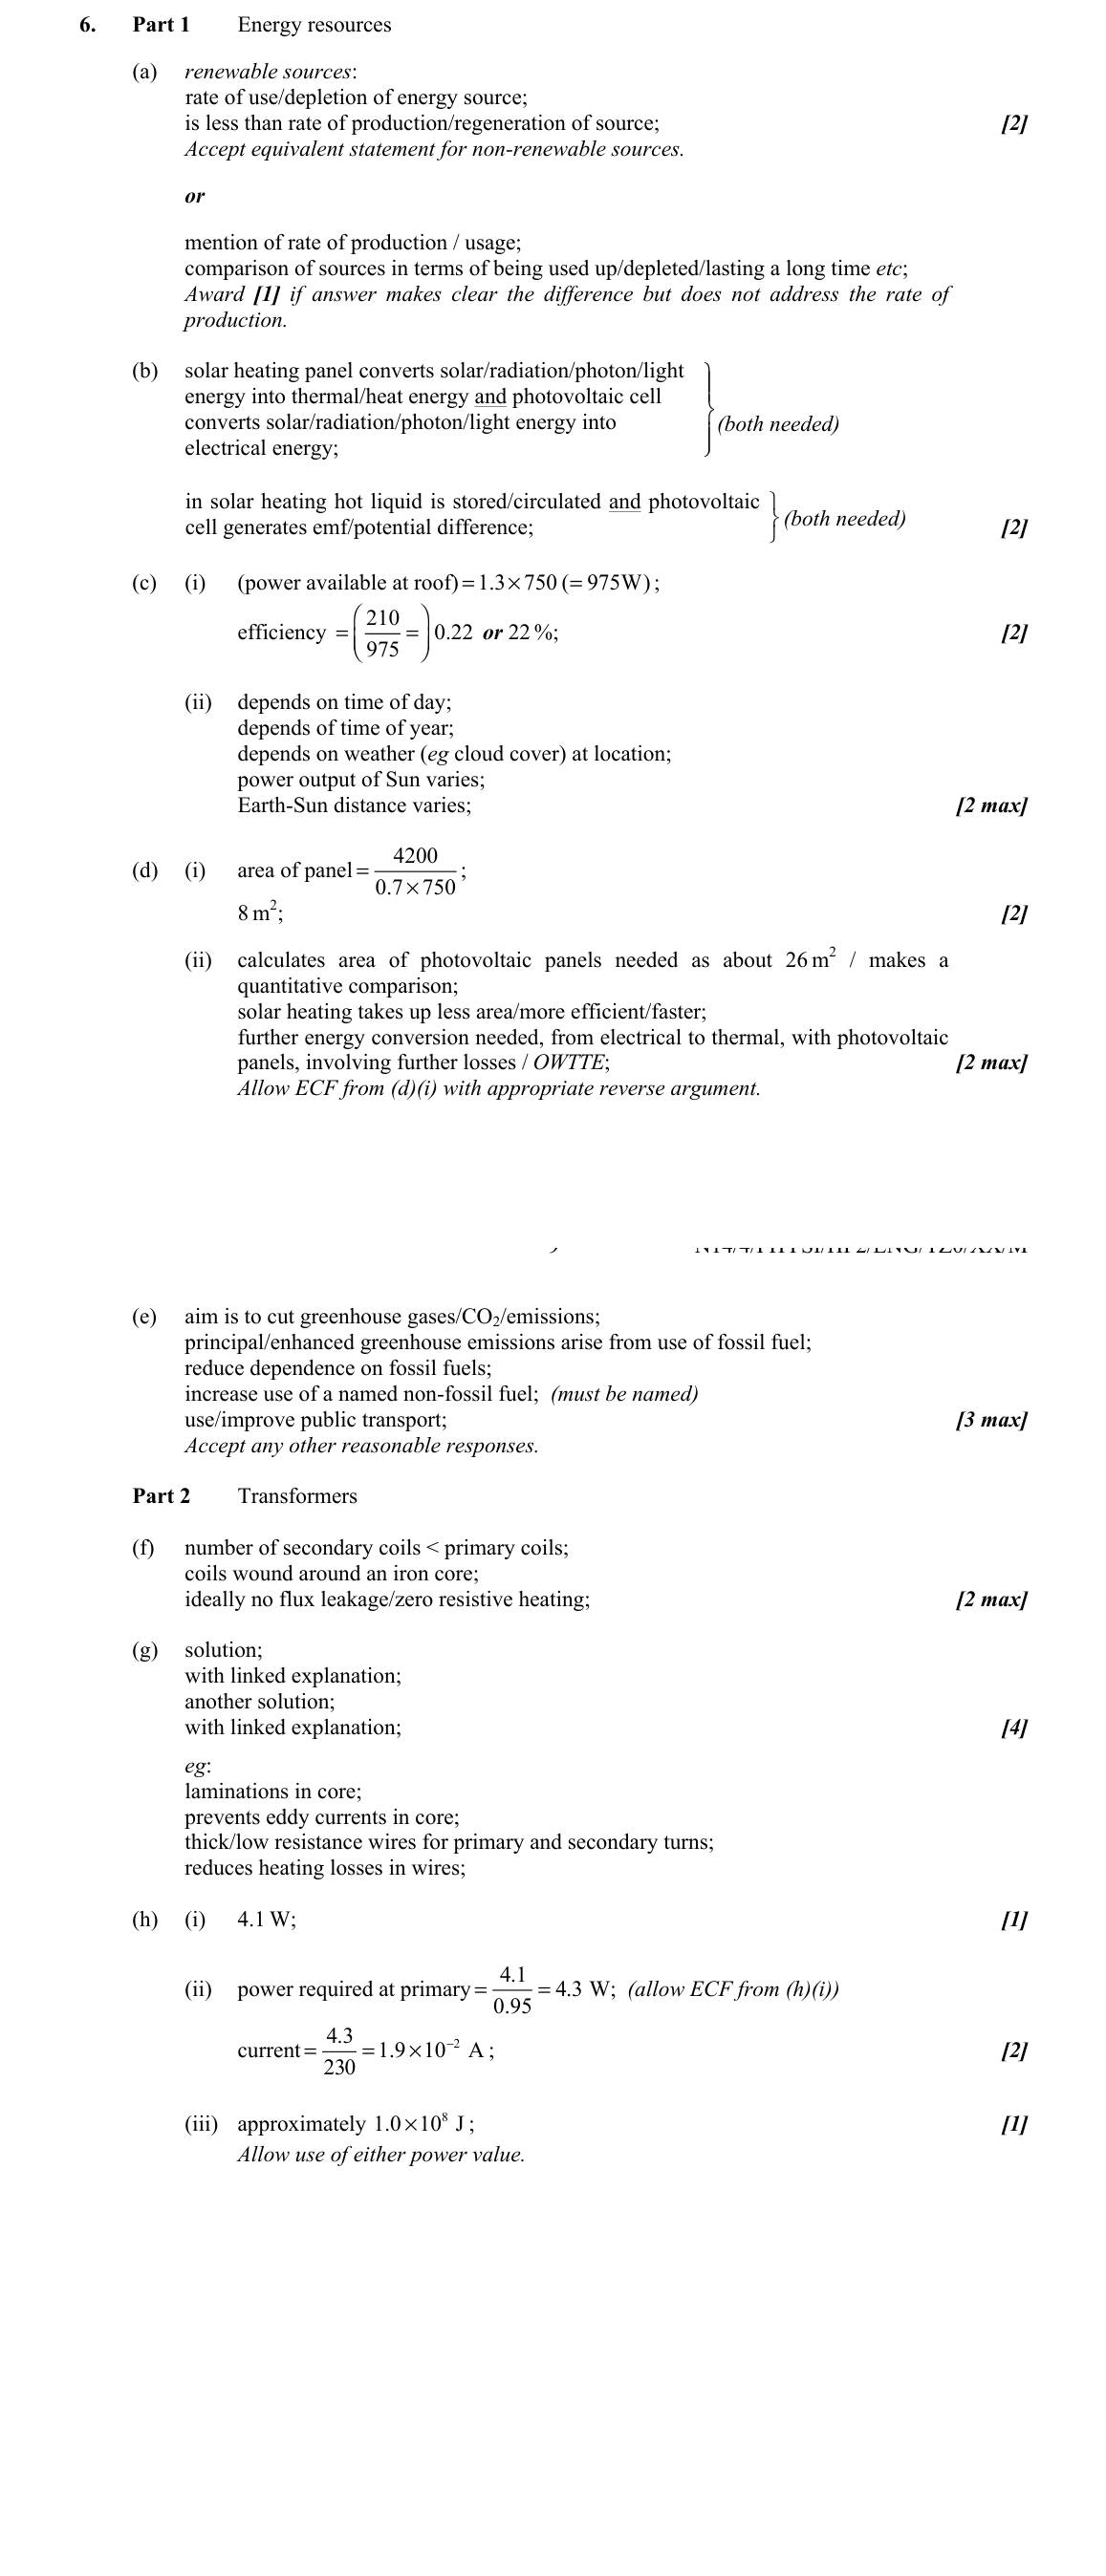 6. Part 1 Energy resources
(a) renewable sources:
rate of use/depletion of energy source;
is less than rate of production/regeneration of source; [2]
Accept equivalent statement for non-renewable sources.
or
mention of rate of production / usage;
comparison of sources in terms of being used up/depleted/lasting a long time etc;
Award [1] if answer makes clear the difference but does not address the rate of
production.
(b) solar heating panel converts solar/radiation/photon/light
energy into thermal/heat energy and photovoltaic cell
converts solar/radiation/photon/light energy into (both needed)
electrical energy;
in solar heating hot liquid is stored/circulated and photovoltaic
cell generates emf/potential difference; (both needed) [2]
(c) (i) (power available at roof) = 1.3 × 750 (= 975W);
efficiency = (210/975 =) 0.22 or 22 %; [2]
(ii) depends on time of day;
depends of time of year;
depends on weather (eg cloud cover) at location;
power output of Sun varies;
Earth-Sun distance varies; [2 max]
(d) (i) area of panel = 4200/(0.7 × 750);
8 m²; [2]
(ii) calculates area of photovoltaic panels needed as about 26 m² / makes a
quantitative comparison;
solar heating takes up less area/more efficient/faster;
further energy conversion needed, from electrical to thermal, with photovoltaic
panels, involving further losses / OWTTE; [2 max]
Allow ECF from (d)(i) with appropriate reverse argument.
(e) aim is to cut greenhouse gases/CO₂/emissions;
principal/enhanced greenhouse emissions arise from use of fossil fuel;
reduce dependence on fossil fuels;
increase use of a named non-fossil fuel; (must be named)
use/improve public transport; [3 max]
Accept any other reasonable responses.
Part 2 Transformers
(f) number of secondary coils < primary coils;
coils wound around an iron core;
ideally no flux leakage/zero resistive heating; [2 max]
(g) solution;
with linked explanation;
another solution;
with linked explanation; [4]
eg:
laminations in core;
prevents eddy currents in core;
thick/low resistance wires for primary and secondary turns;
reduces heating losses in wires;
(h) (i) 4.1 W; [1]
(ii) power required at primary = 4.1/0.95 = 4.3 W; (allow ECF from (h)(i))
current = 4.3/230 = 1.9 × 10⁻² A; [2]
(iii) approximately 1.0 × 10⁸ J; [1]
Allow use of either power value.